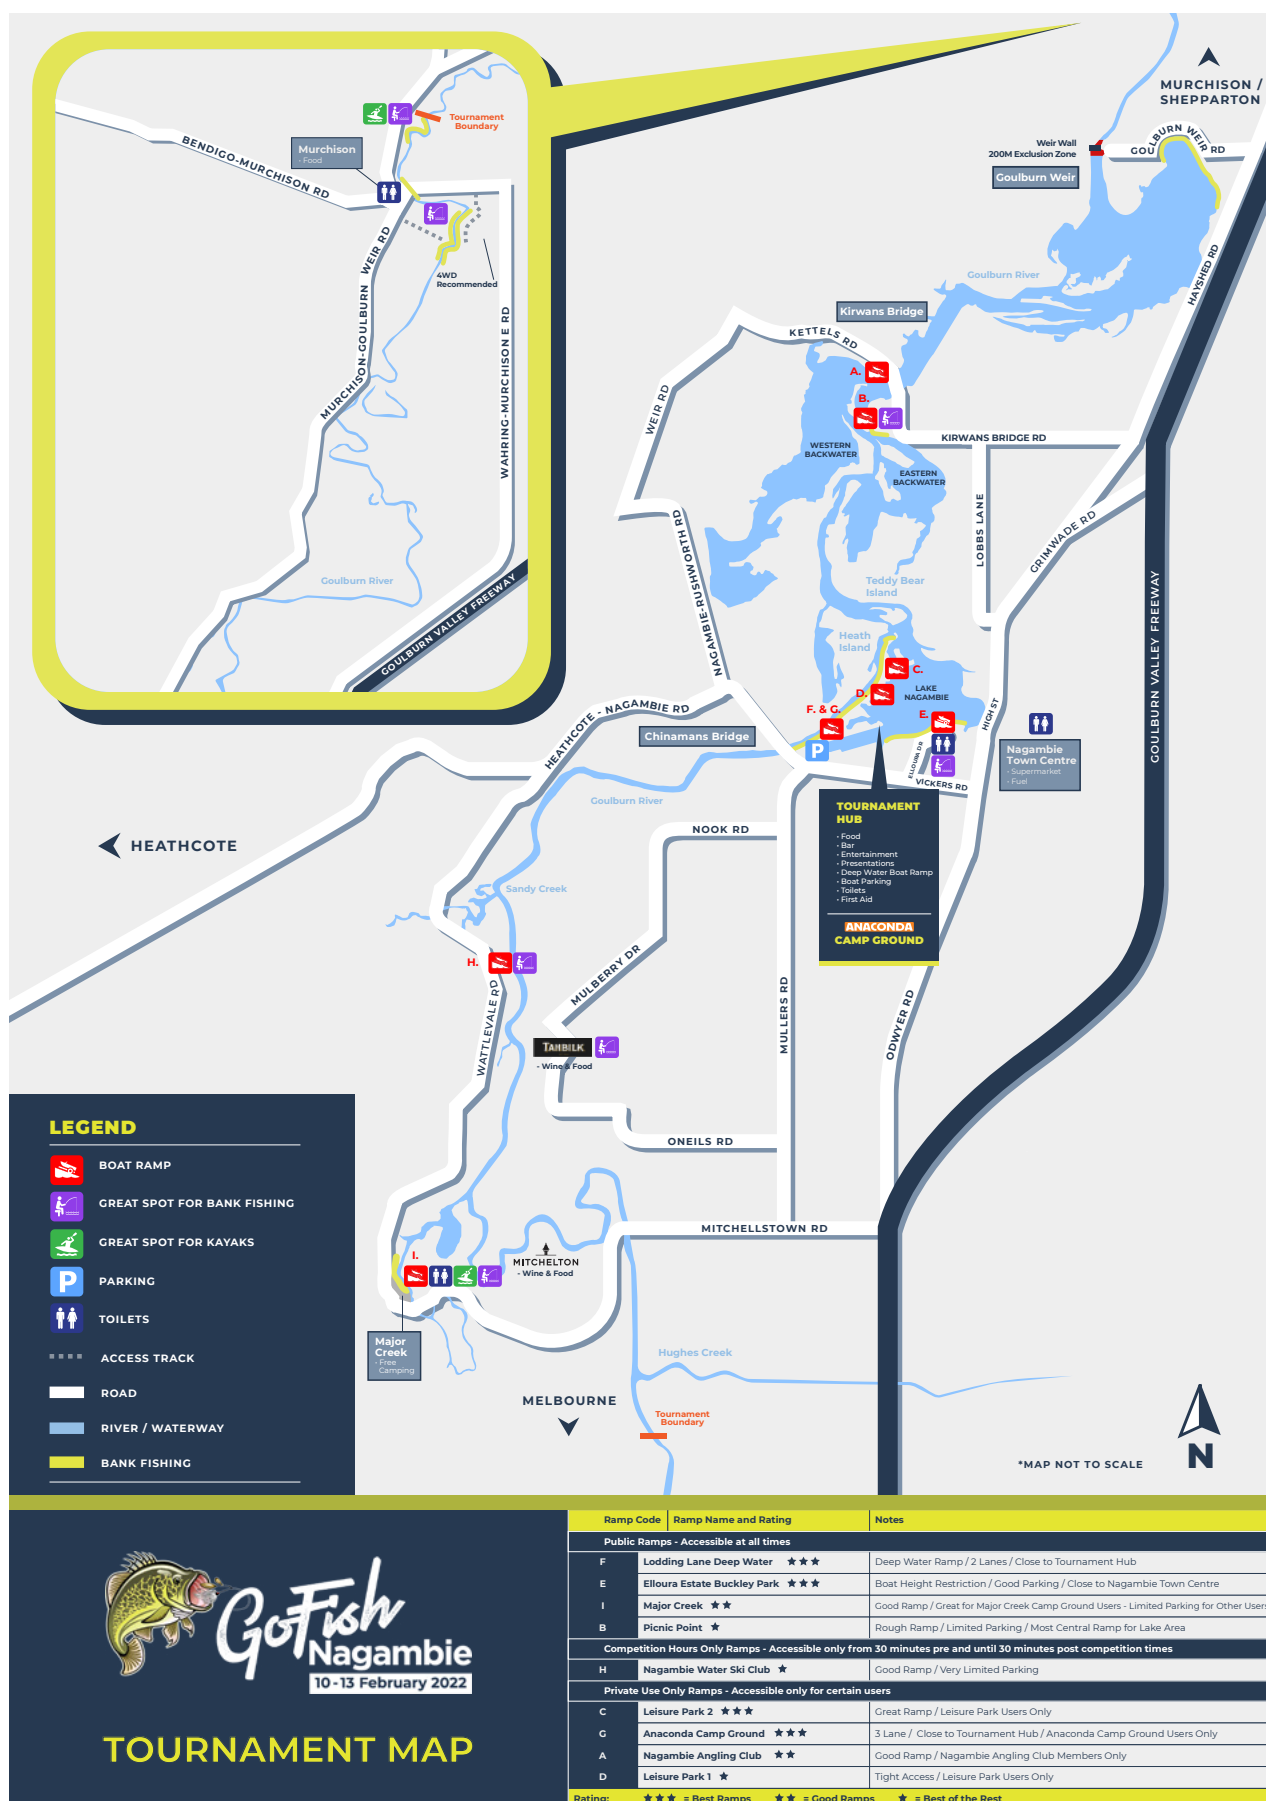 MURCHISON /
SHEPPARTON
Tournament
Boundary
Murchison
- Food
BENDIGO-MURCHISON RD
MURCHISON-GOULBURN WEIR RD
4WD
Recommended
WAHRING-MURCHISON E RD
Goulburn River
GOULBURN VALLEY FREEWAY
Weir Wall
200M Exclusion Zone
Goulburn Weir
GOULBURN WEIR RD
HAYSHED RD
Goulburn River
Kirwans Bridge
KETTELS RD
A.
B.
WEIR RD
WESTERN
BACKWATER
KIRWANS BRIDGE RD
EASTERN
BACKWATER
LOBBS LANE
GRIMWADE RD
NAGAMBIE-RUSHWORTH RD
Teddy Bear
Island
GOULBURN VALLEY FREEWAY
Heath
Island
C.
D.
LAKE
NAGAMBIE
F. & G.
E.
HIGH ST
HEATHCOTE - NAGAMBIE RD
Chinamans Bridge
P
ELLOURA DR
VICKERS RD
Nagambie
Town Centre
- Supermarket
- Fuel
Goulburn River
TOURNAMENT
HUB
- Food
- Bar
- Entertainment
- Presentations
- Deep Water Boat Ramp
- Boat Parking
- Toilets
- First Aid
ANACONDA
CAMP GROUND
NOOK RD
HEATHCOTE
Sandy Creek
H.
MULBERRY DR
WATTLEVALE RD
TAHBILK
- Wine & Food
MULLERS RD
ODWYER RD
ONEILS RD
MITCHELLSTOWN RD
I.
MITCHELTON
- Wine & Food
Major
Creek
- Free
Camping
Hughes Creek
MELBOURNE
Tournament
Boundary
*MAP NOT TO SCALE
N
LEGEND
BOAT RAMP
GREAT SPOT FOR BANK FISHING
GREAT SPOT FOR KAYAKS
P PARKING
TOILETS
ACCESS TRACK
ROAD
RIVER / WATERWAY
BANK FISHING
GoFish
Nagambie
10-13 February 2022
TOURNAMENT MAP
Ramp Code Ramp Name and Rating Notes
Public Ramps - Accessible at all times
F Lodding Lane Deep Water ★★★ Deep Water Ramp / 2 Lanes / Close to Tournament Hub
E Elloura Estate Buckley Park ★★★ Boat Height Restriction / Good Parking / Close to Nagambie Town Centre
I Major Creek ★★ Good Ramp / Great for Major Creek Camp Ground Users - Limited Parking for Other Users
B Picnic Point ★ Rough Ramp / Limited Parking / Most Central Ramp for Lake Area
Competition Hours Only Ramps - Accessible only from 30 minutes pre and until 30 minutes post competition times
H Nagambie Water Ski Club ★ Good Ramp / Very Limited Parking
Private Use Only Ramps - Accessible only for certain users
C Leisure Park 2 ★★★ Great Ramp / Leisure Park Users Only
G Anaconda Camp Ground ★★★ 3 Lane / Close to Tournament Hub / Anaconda Camp Ground Users Only
A Nagambie Angling Club ★★ Good Ramp / Nagambie Angling Club Members Only
D Leisure Park 1 ★ Tight Access / Leisure Park Users Only
Rating: ★★★ = Best Ramps ★★ = Good Ramps ★ = Best of the Rest